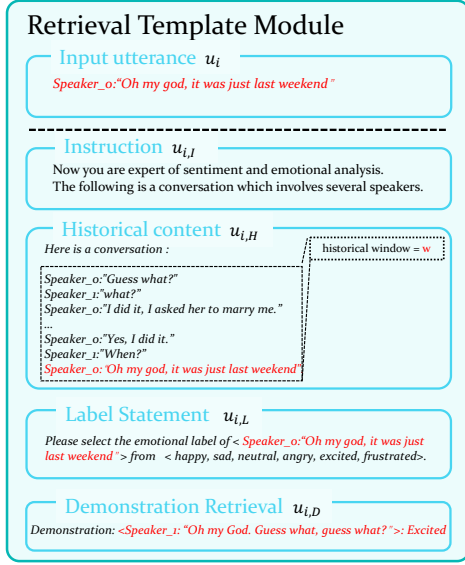 Retrieval Template Module
Input utterance u_i
Speaker_0:“Oh my god, it was just last weekend ”
Instruction u_{i,I}
Now you are expert of sentiment and emotional analysis.
The following is a conversation which involves several speakers.
Historical content u_{i,H}
Here is a conversation :
historical window = w
Speaker_0:"Guess what?"
Speaker_1:"what?”
Speaker_0:"I did it, I asked her to marry me.”
...
Speaker_0:"Yes, I did it.”
Speaker_1:"When?”
Speaker_0:“Oh my god, it was just last weekend”
Label Statement u_{i,L}
Please select the emotional label of < Speaker_0:“Oh my god, it was just
last weekend ”> from < happy, sad, neutral, angry, excited, frustrated>.
Demonstration Retrieval u_{i,D}
Demonstration: <Speaker_1: “Oh my God. Guess what, guess what? ”>: Excited